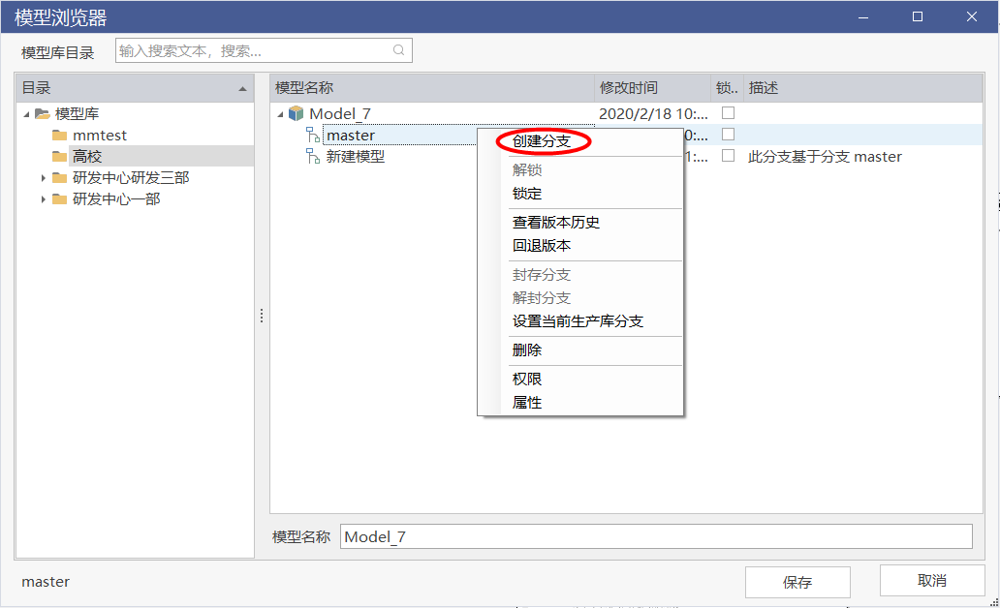 模型浏览器
模型库目录 输入搜索文本，搜索...
目录
模型库
mmtest
高校
研发中心研发三部
研发中心一部
模型名称 修改时间 锁.. 描述
Model_7 2020/2/18 10:...
master 0:...
新建模型 1:... 此分支基于分支 master
创建分支
解锁
锁定
查看版本历史
回退版本
封存分支
解封分支
设置当前生产库分支
删除
权限
属性
模型名称 Model_7
master 保存 取消